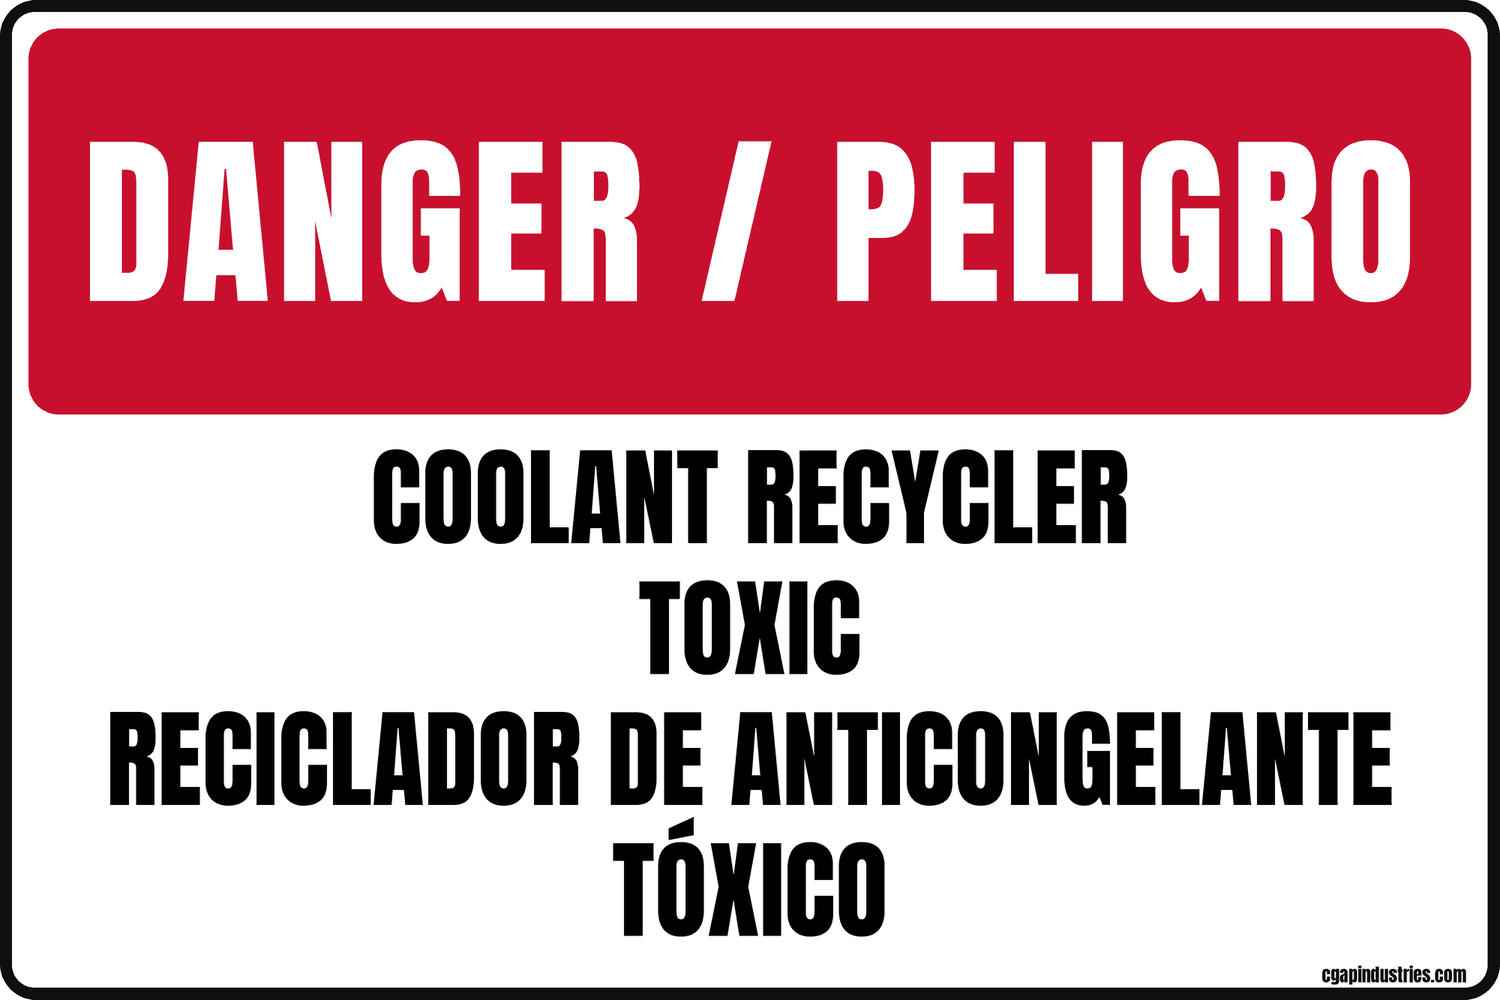 DANGER / PELIGRO
COOLANT RECYCLER
TOXIC
RECICLADOR DE ANTICONGELANTE
TÓXICO
cgapindustries.com